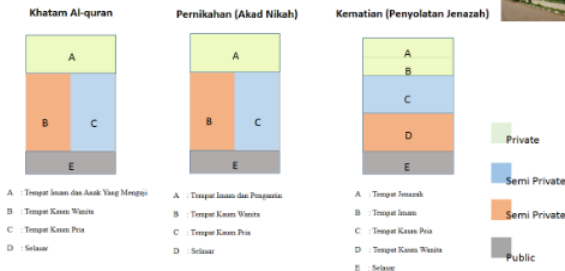 Khatam Al-quran
A
B
C
E
A : Tempat Imam dan Anak Yang Mengaji
B : Tempat Kaum Wanita
C : Tempat Kaum Pria
D : Selasar
Pernikahan (Akad Nikah)
A
B
C
E
A : Tempat Imam dan Pengantin
B : Tempat Kaum Wanita
C : Tempat Kaum Pria
D : Selasar
Kematian (Penyolatan Jenazah)
A
B
C
D
E
A : Tempat Jenazah
B : Tempat Imam
C : Tempat Kaum Pria
D : Tempat Kaum Wanita
E : Selasar
Private
Semi Private
Semi Private
Public